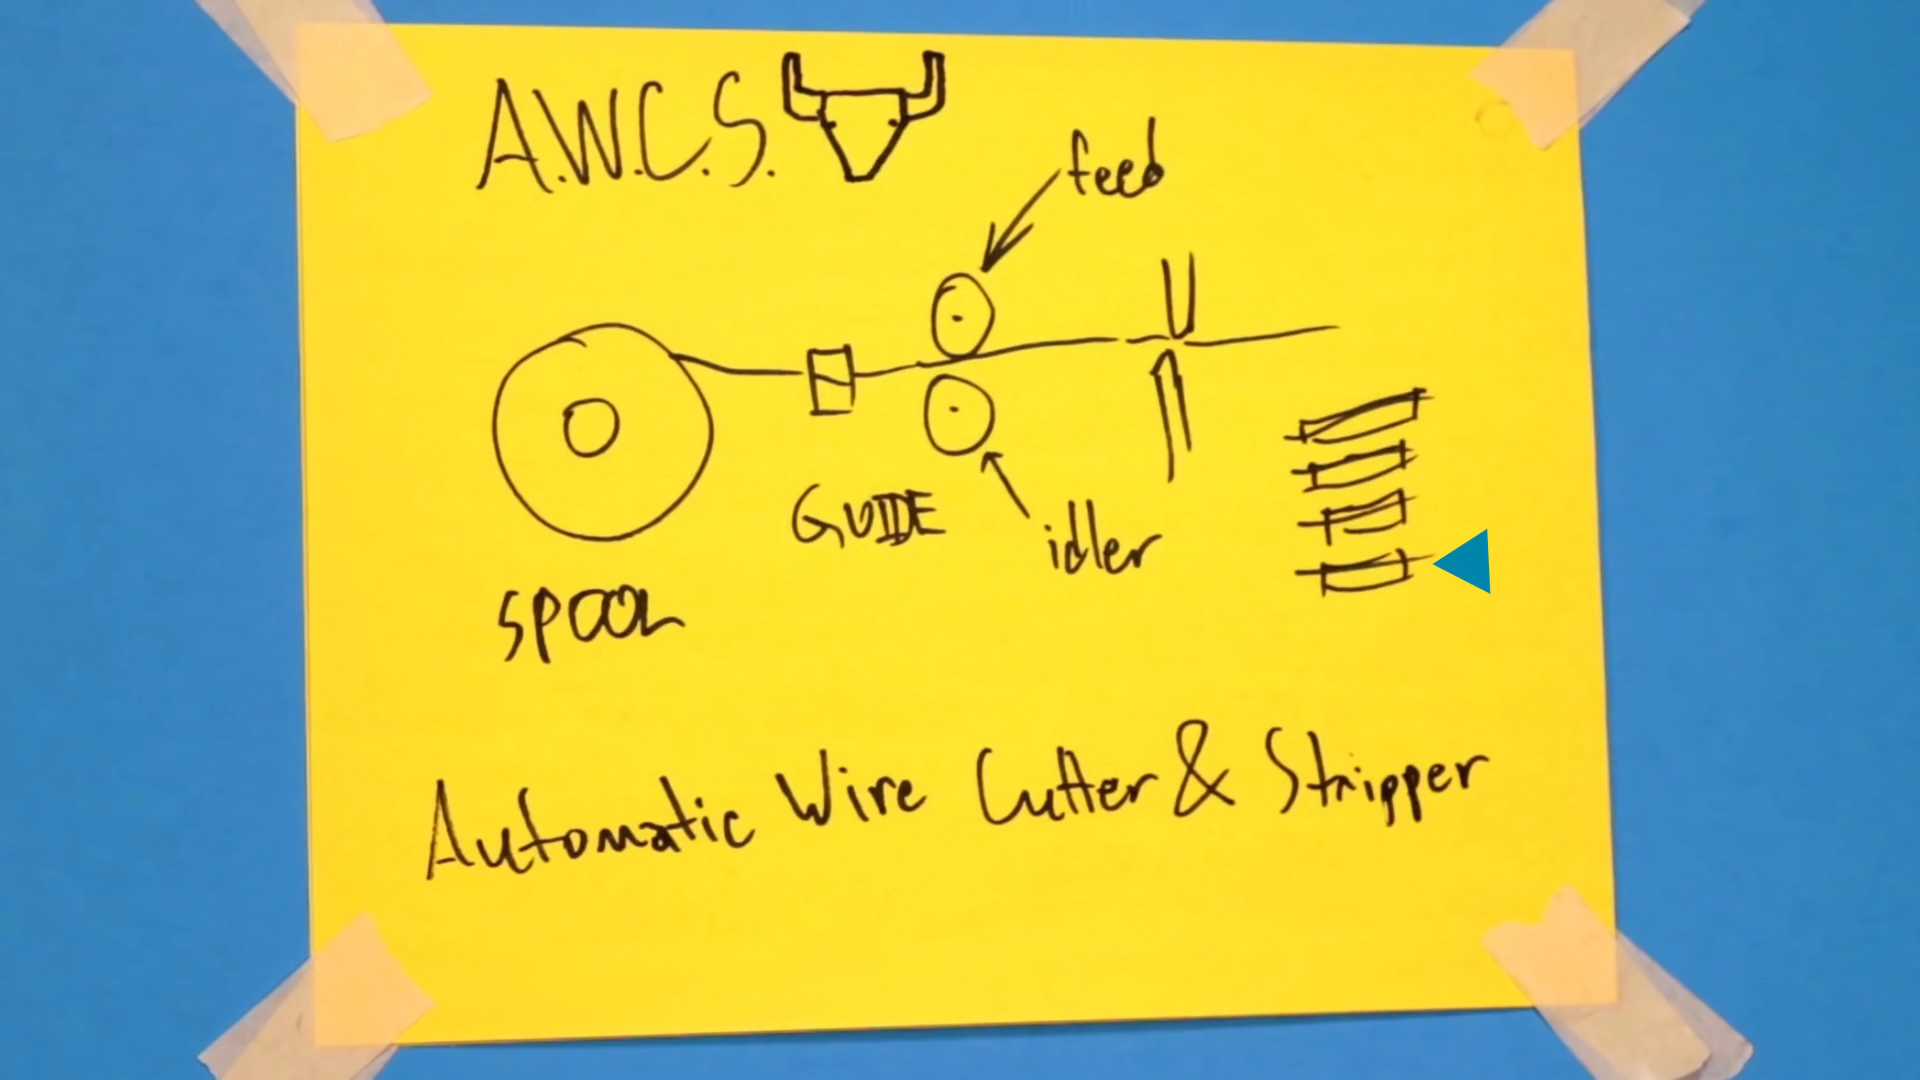 A.W.C.S.
feed
GUIDE
idler
SPOOL
Automatic Wire Cutter & Stripper